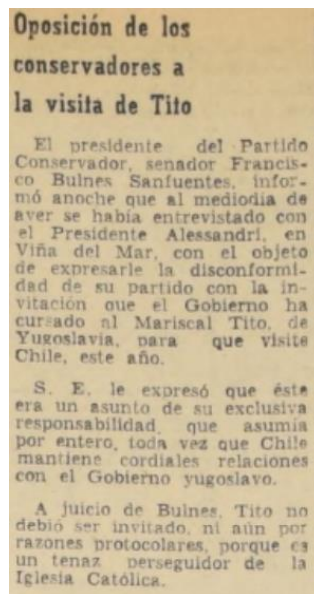 Oposición de los
conservadores a
la visita de Tito
El presidente del Partido
Conservador, senador Francis-
co Bulnes Sanfuentes, infor-
mó anoche que al mediodía de
ayer se había entrevistado con
el Presidente Alessandri, en
Viña del Mar, con el objeto
de expresarle la disconformi-
dad de su partido con la in-
vitación que el Gobierno ha
cursado al Mariscal Tito, de
Yugoslavia, para que visite
Chile, este año.
S. E. le expresó que éste
era un asunto de su exclusiva
responsabilidad, que asumía
por entero, toda vez que Chile
mantiene cordiales relaciones
con el Gobierno yugoslavo.
A juicio de Bulnes, Tito no
debió ser invitado, ni aún por
razones protocolares, porque es
un tenaz perseguidor de la
Iglesia Católica.